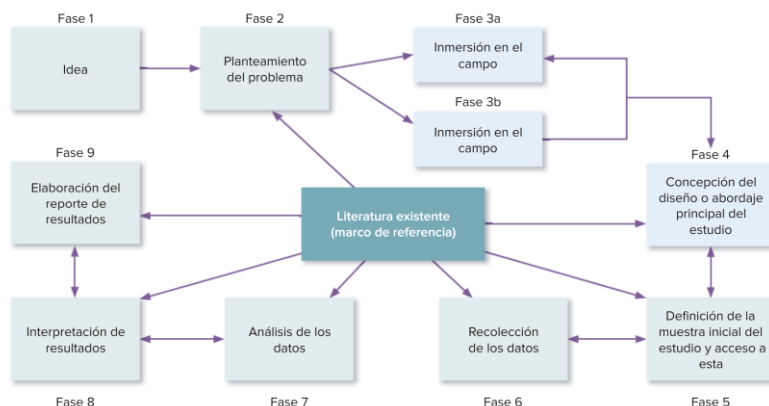 Fase 1
Fase 2
Fase 3a
Idea
Planteamiento
del problema
Inmersión en el
campo
Fase 3b
Inmersión en el
campo
Fase 9
Fase 4
Elaboración del
reporte de
resultados
Literatura existente
(marco de referencia)
Concepción del
diseño o abordaje
principal del
estudio
Interpretación de
resultados
Análisis de los
datos
Recolección
de los datos
Definición de la
muestra inicial del
estudio y acceso a
esta
Fase 8
Fase 7
Fase 6
Fase 5